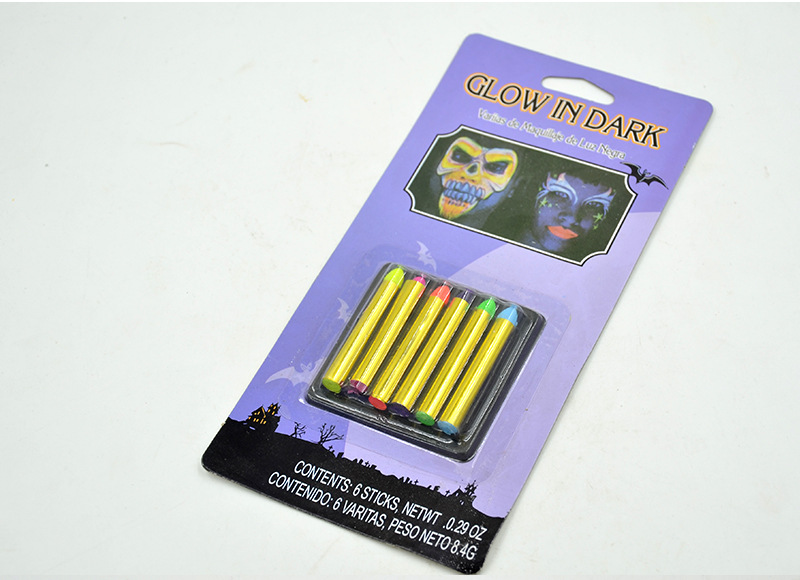 GLOW IN DARK
Varitas de Maquillaje de Luz Negra
CONTENTS: 6 STICKS, NETWT .0.29 OZ
CONTENIDO: 6 VARITAS, PESO NETO 8.4G